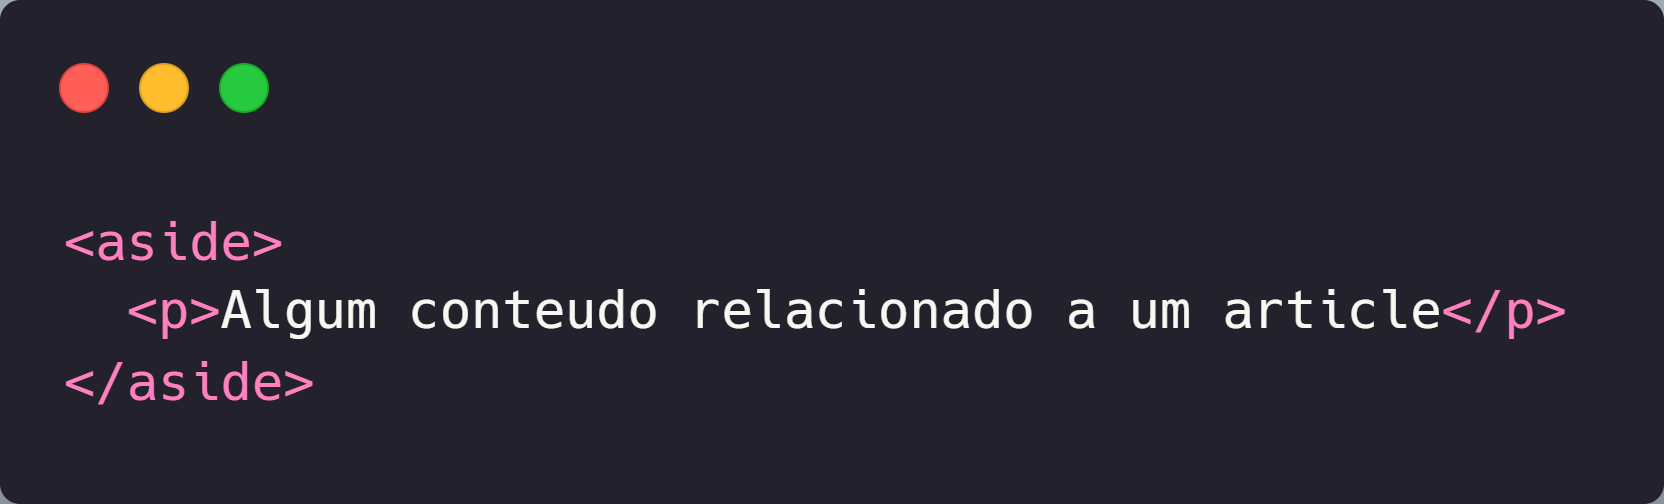 <aside>
  <p>Algum conteudo relacionado a um article</p>
</aside>